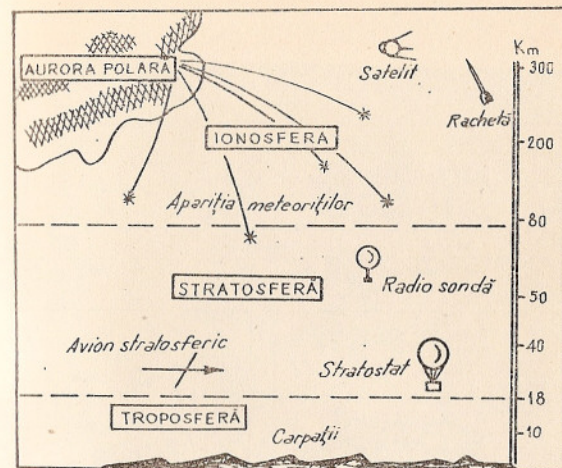 Km
AURORA POLARĂ
Satelit
300
Rachetă
IONOSFERĂ
200
Apariția meteoriților
80
STRATOSFERĂ
Radio sondă
50
Avion stratosferic
40
Stratostat
18
TROPOSFERĂ
10
Carpații